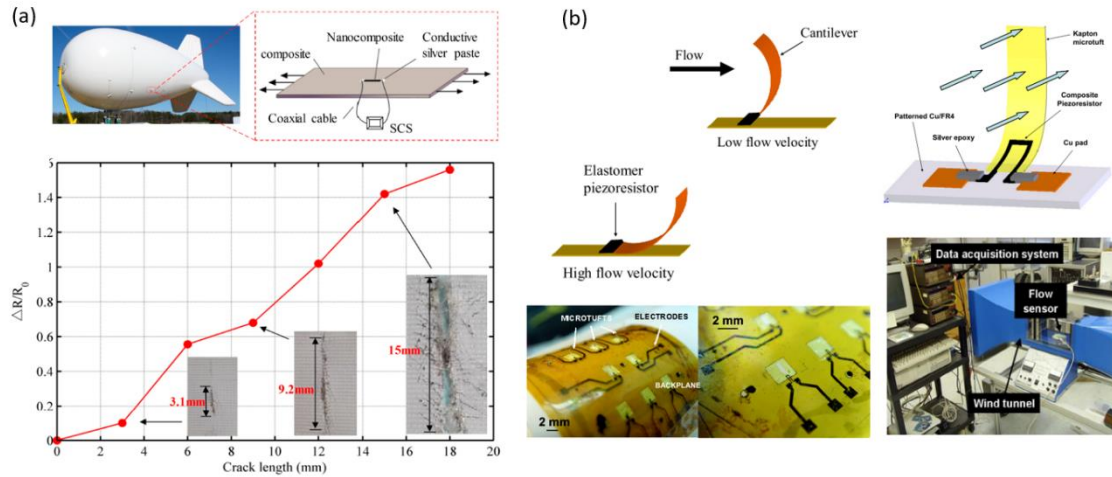 (a)
composite
Nanocomposite
Conductive
silver paste
Coaxial cable
SCS
△R/R0
1.4
1.2
1
0.8
0.6
0.4
0.2
0
0 2 4 6 8 10 12 14 16 18 20
Crack length (mm)
3.1mm
9.2mm
15mm
(b)
Flow
Cantilever
Low flow velocity
Elastomer
piezoresistor
High flow velocity
Kapton
microtuft
Composite
Piezoresistor
Patterned Cu/FR4
Silver epoxy
Cu pad
MICROTUFTS
ELECTRODES
BACKPLANE
2 mm
2 mm
Data acquisition system
Flow
sensor
Wind tunnel